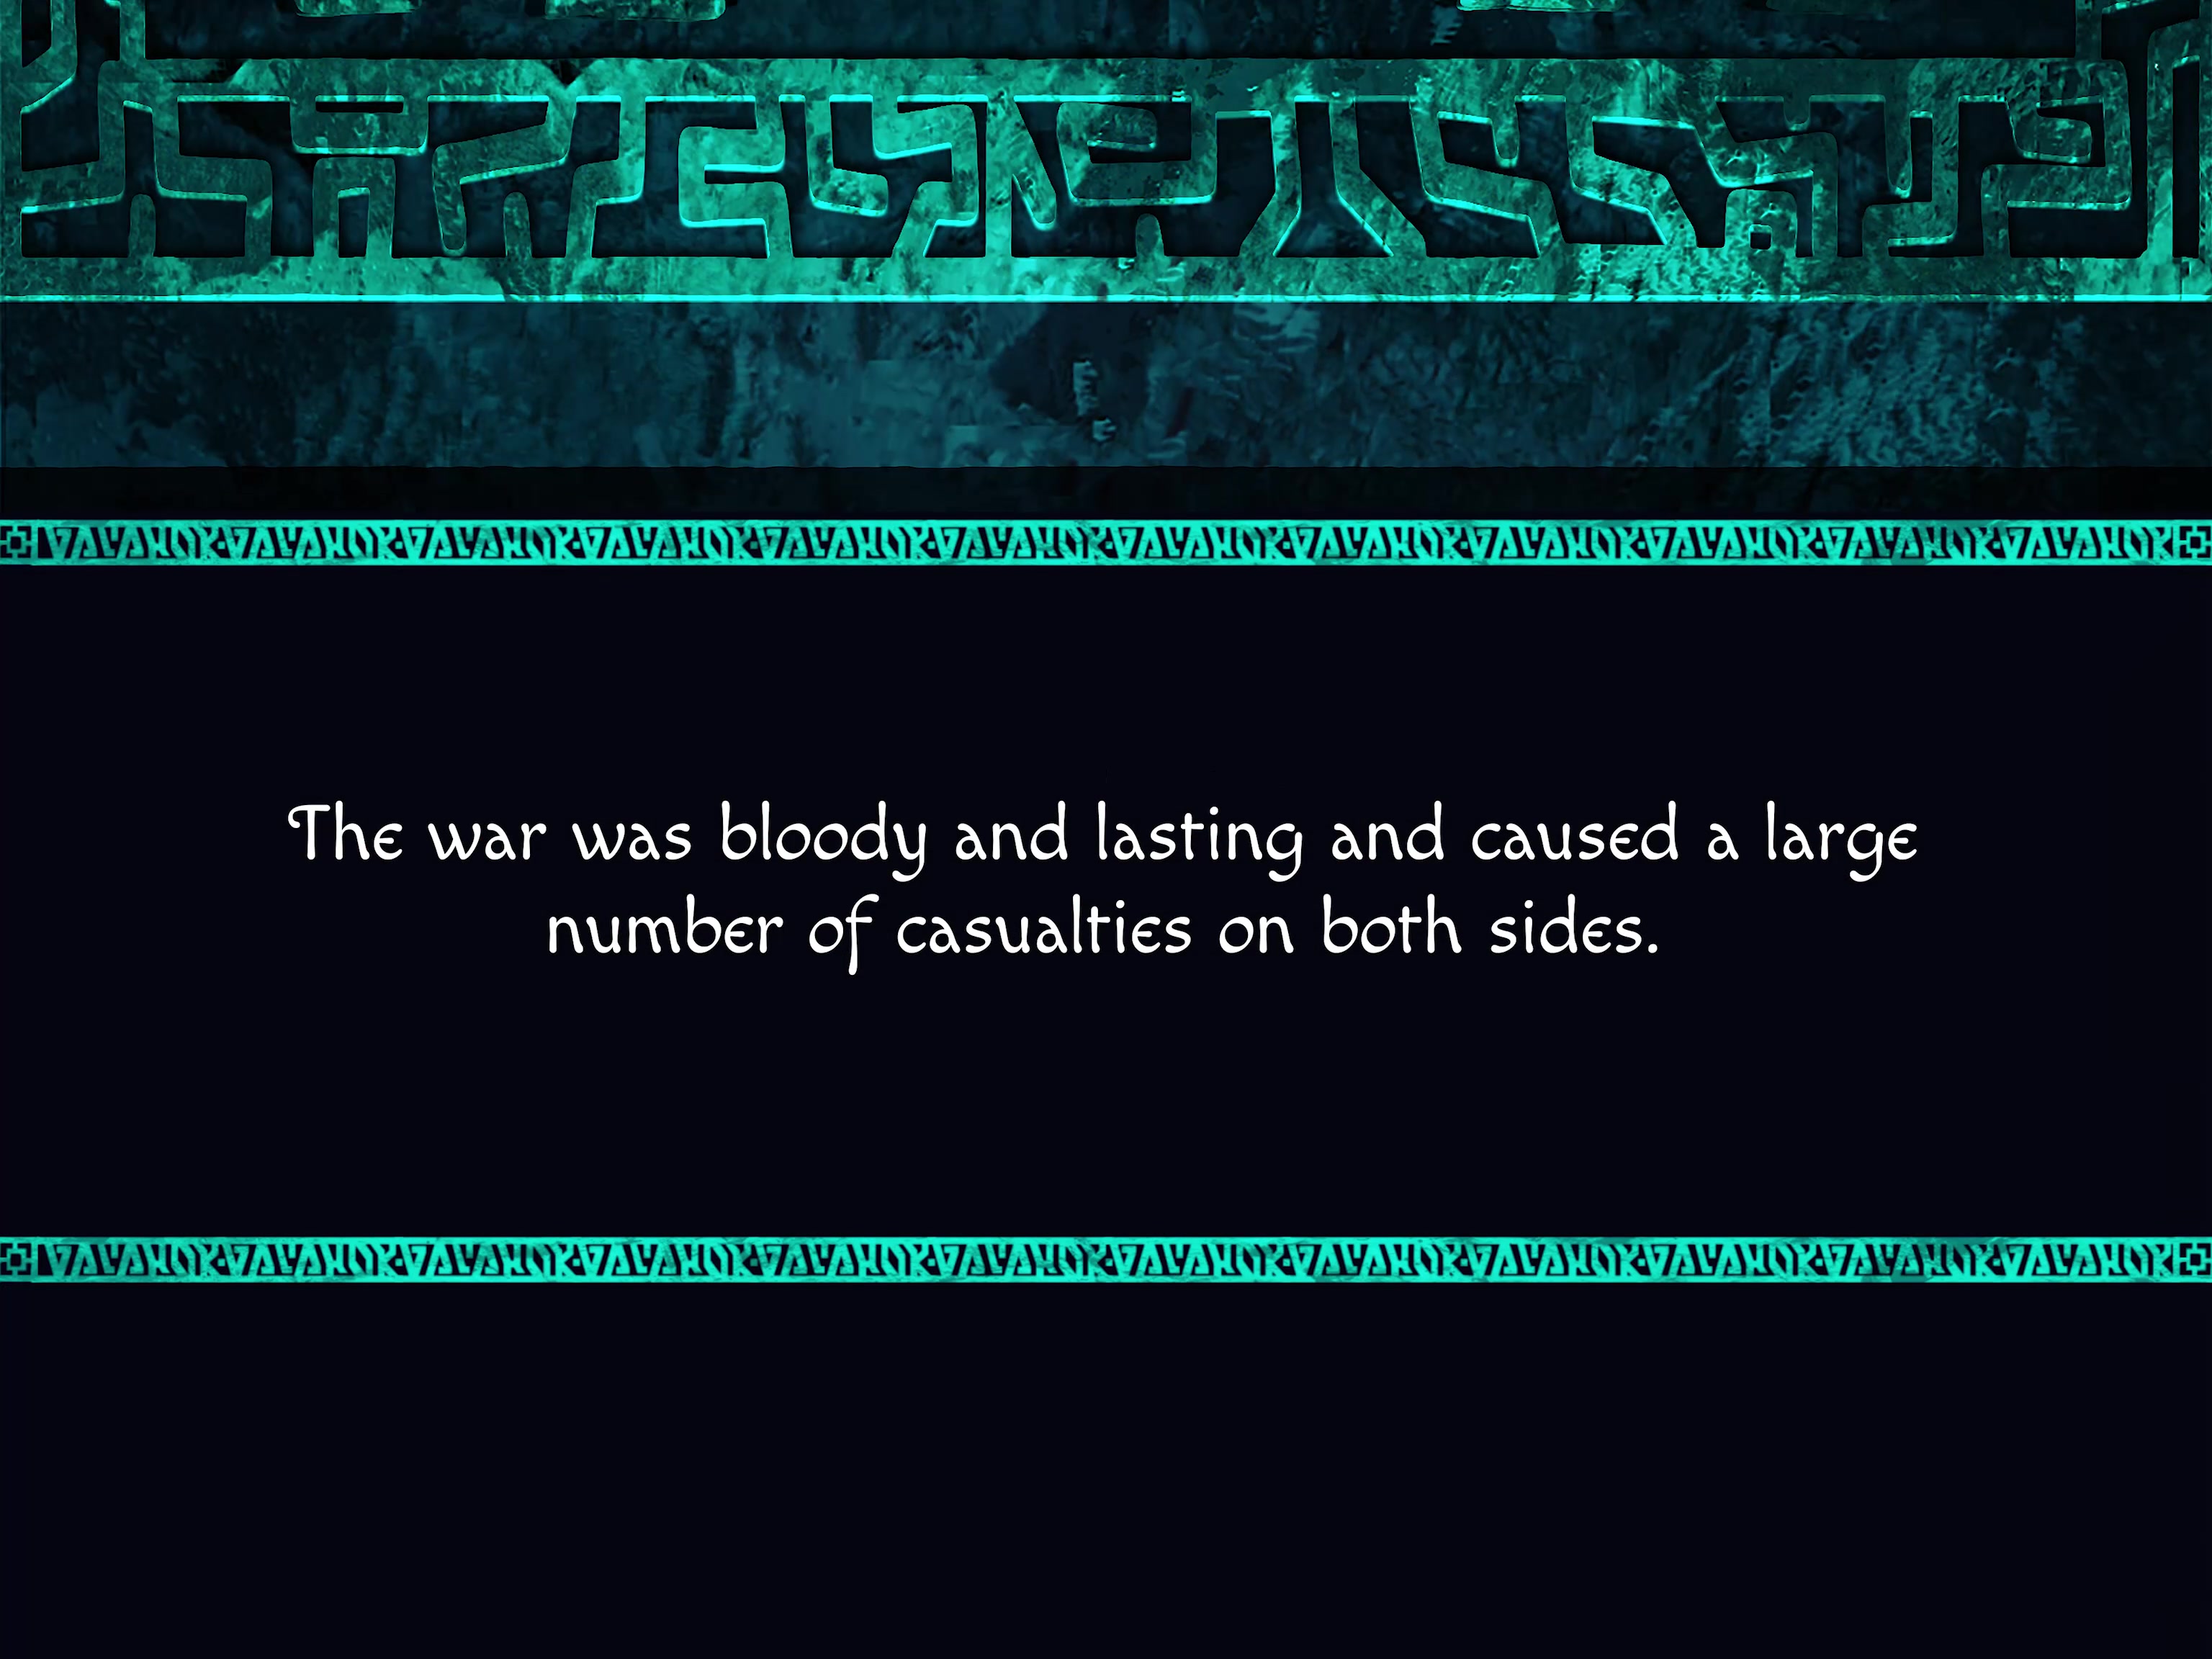 The war was bloody and lasting and caused a large
number of casualties on both sides.